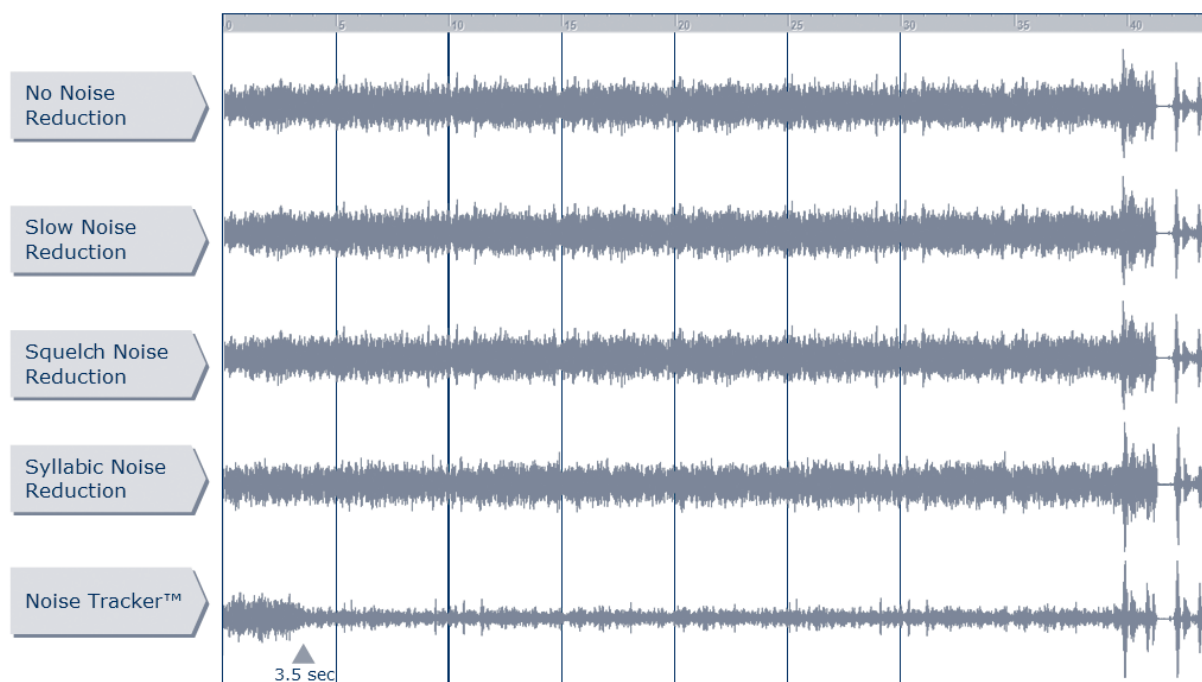 0 5 10 15 20 25 30 35 40
No Noise
Reduction
Slow Noise
Reduction
Squelch Noise
Reduction
Syllabic Noise
Reduction
Noise Tracker™
3.5 sec